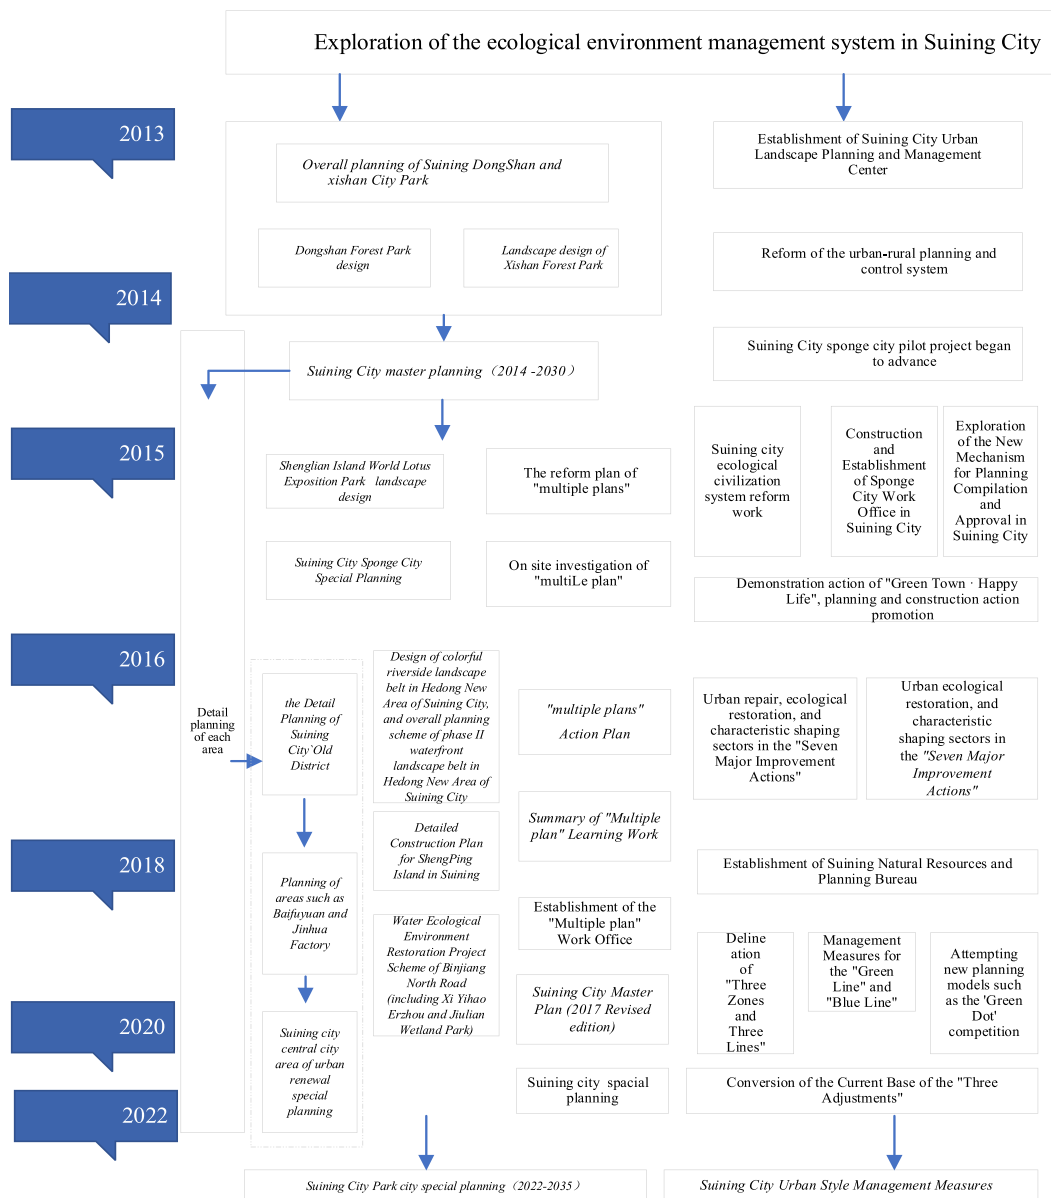 Exploration of the ecological environment management system in Suining City
2013
Overall planning of Suining DongShan and
xishan City Park
Dongshan Forest Park
design
Landscape design of
Xishan Forest Park
Establishment of Suining City Urban
Landscape Planning and Management
Center
Reform of the urban-rural planning and
control system
2014
Suining City master planning（2014 -2030）
Suining City sponge city pilot project began
to advance
2015
Shenglian Island World Lotus
Exposition Park landscape
design
The reform plan of
"multiple plans"
Suining City Sponge City
Special Planning
On site investigation of
"multiLe plan"
Suining city
ecological
civilization
system reform
work
Construction
and
Establishment
of Sponge
City Work
Office in
Suining City
Exploration
of the New
Mechanism
for Planning
Compilation
and
Approval in
Suining City
Demonstration action of "Green Town · Happy
Life", planning and construction action
promotion
2016
Detail
planning
of each
area
the Detail
Planning of
Suining
City`Old
District
Design of colorful
riverside landscape
belt in Hedong New
Area of Suining City,
and overall planning
scheme of phase II
waterfront
landscape belt in
Hedong New Area of
Suining City
"multiple plans"
Action Plan
Urban repair, ecological
restoration, and
characteristic shaping
sectors in the "Seven
Major Improvement
Actions"
Urban ecological
restoration, and
characteristic
shaping sectors in
the "Seven Major
Improvement
Actions"
Detailed
Construction Plan
for ShengPing
Island in Suining
Summary of "Multiple
plan" Learning Work
2018
Planning of
areas such as
Baifuyuan and
Jinhua
Factory
Water Ecological
Environment
Restoration Project
Scheme of Binjiang
North Road
(including Xi Yihao
Erzhou and Jiulian
Wetland Park)
Establishment of the
"Multiple plan"
Work Office
Suining City Master
Plan (2017 Revised
edition)
Establishment of Suining Natural Resources and
Planning Bureau
Deline
ation
of
"Three
Zones
and
Three
Lines"
Management
Measures for
the "Green
Line" and
"Blue Line"
Attempting
new planning
models such
as the 'Green
Dot'
competition
2020
Suining city
central city
area of urban
renewal
special
planning
Suining city spacial
planning
Conversion of the Current Base of the "Three
Adjustments"
2022
Suining City Park city special planning（2022-2035）
Suining City Urban Style Management Measures